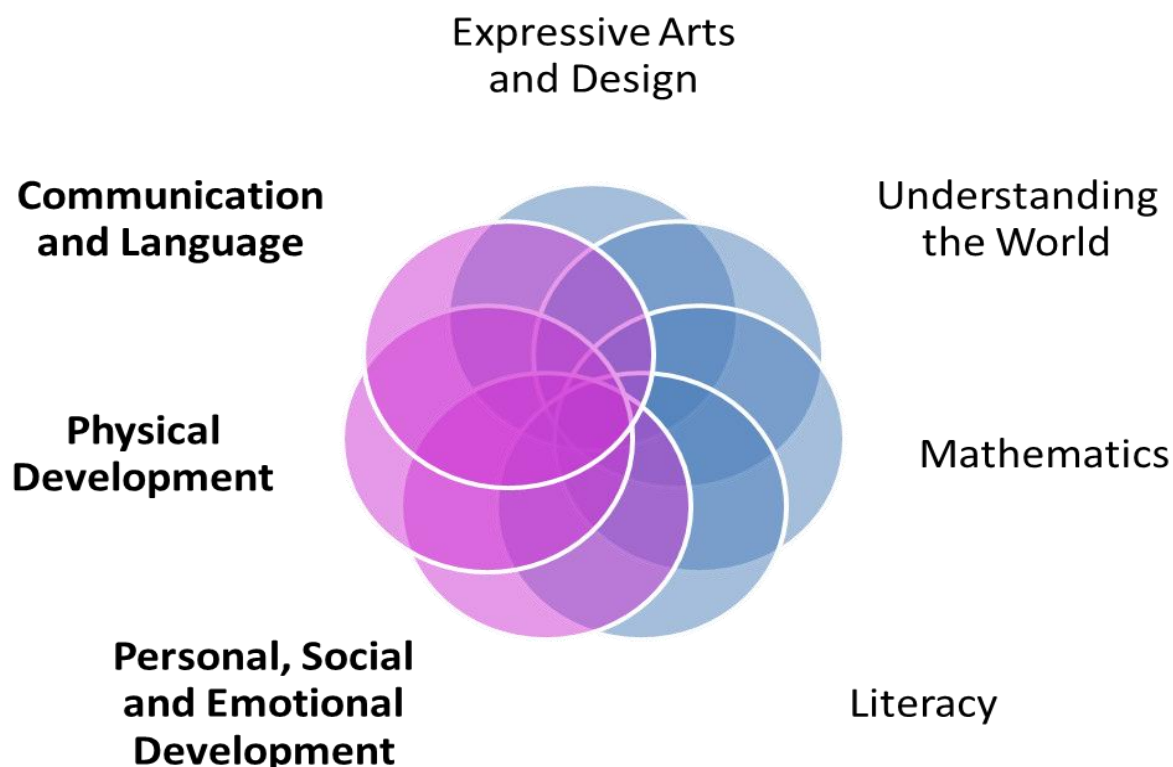 Expressive Arts
and Design
Communication
and Language
Understanding
the World
Physical
Development
Mathematics
Personal, Social
and Emotional
Development
Literacy